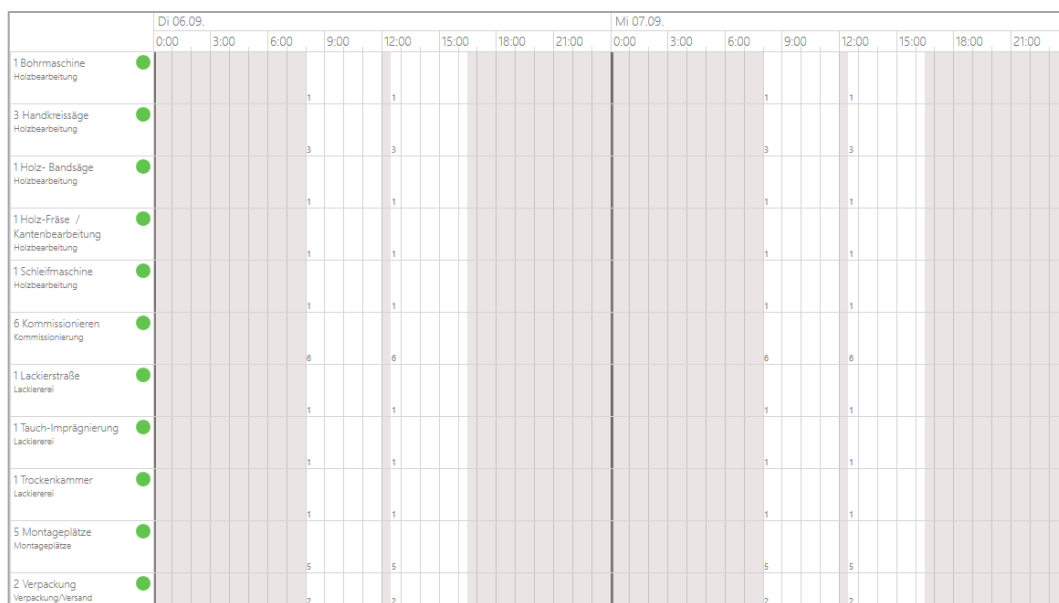 Di 06.09.
Mi 07.09.
0:00 3:00 6:00 9:00 12:00 15:00 18:00 21:00 0:00 3:00 6:00 9:00 12:00 15:00 18:00 21:00
1 Bohrmaschine
Holzbearbeitung
1 1 1 1
3 Handkreissäge
Holzbearbeitung
3 3 3 3
1 Holz- Bandsäge
Holzbearbeitung
1 1 1 1
1 Holz-Fräse /
Kantenbearbeitung
Holzbearbeitung
1 1 1 1
1 Schleifmaschine
Holzbearbeitung
1 1 1 1
6 Kommissionieren
Kommissionierung
6 6 6 6
1 Lackierstraße
Lackiererei
1 1 1 1
1 Tauch-Imprägnierung
Lackiererei
1 1 1 1
1 Trockenkammer
Lackiererei
1 1 1 1
5 Montageplätze
Montageplätze
5 5 5 5
2 Verpackung
Verpackung/Versand
2 2 2 2